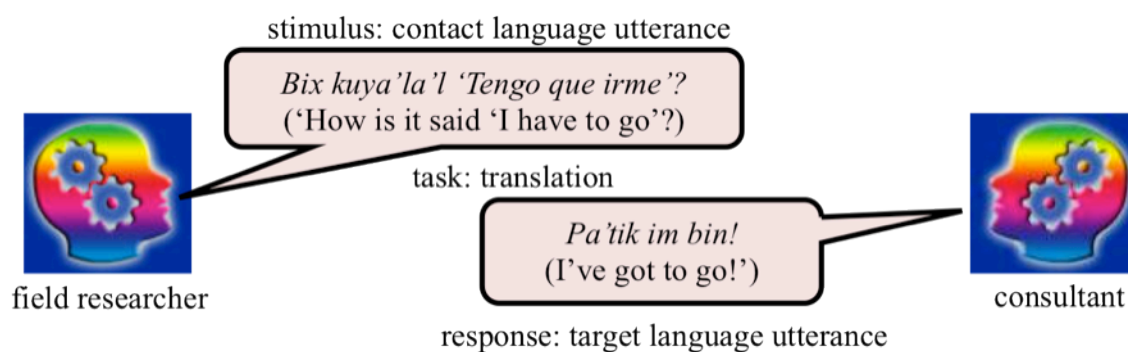 stimulus: contact language utterance
Bix kuya’la’l ‘Tengo que irme’?
(‘How is it said ‘I have to go’?)
task: translation
Pa’tik im bin!
(I’ve got to go!’)
field researcher
consultant
response: target language utterance